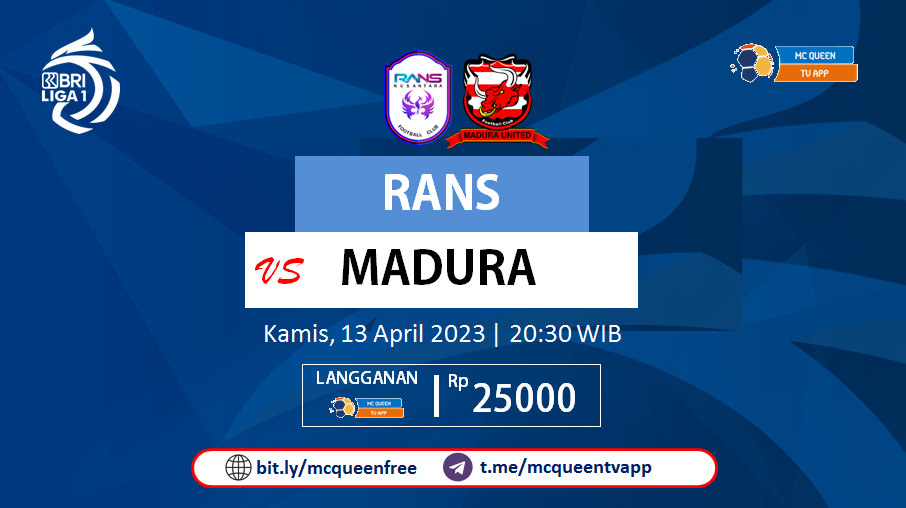 BRI
LIGA 1
RANS
NUSANTARA
FOOTBALL CLUB
Football Club
MADURA UNITED
MC QUEEN
TV APP
RANS
VS MADURA
Kamis, 13 April 2023 | 20:30 WIB
LANGGANAN
MC QUEEN
TV APP
Rp 25000
bit.ly/mcqueenfree
t.me/mcqueentvapp